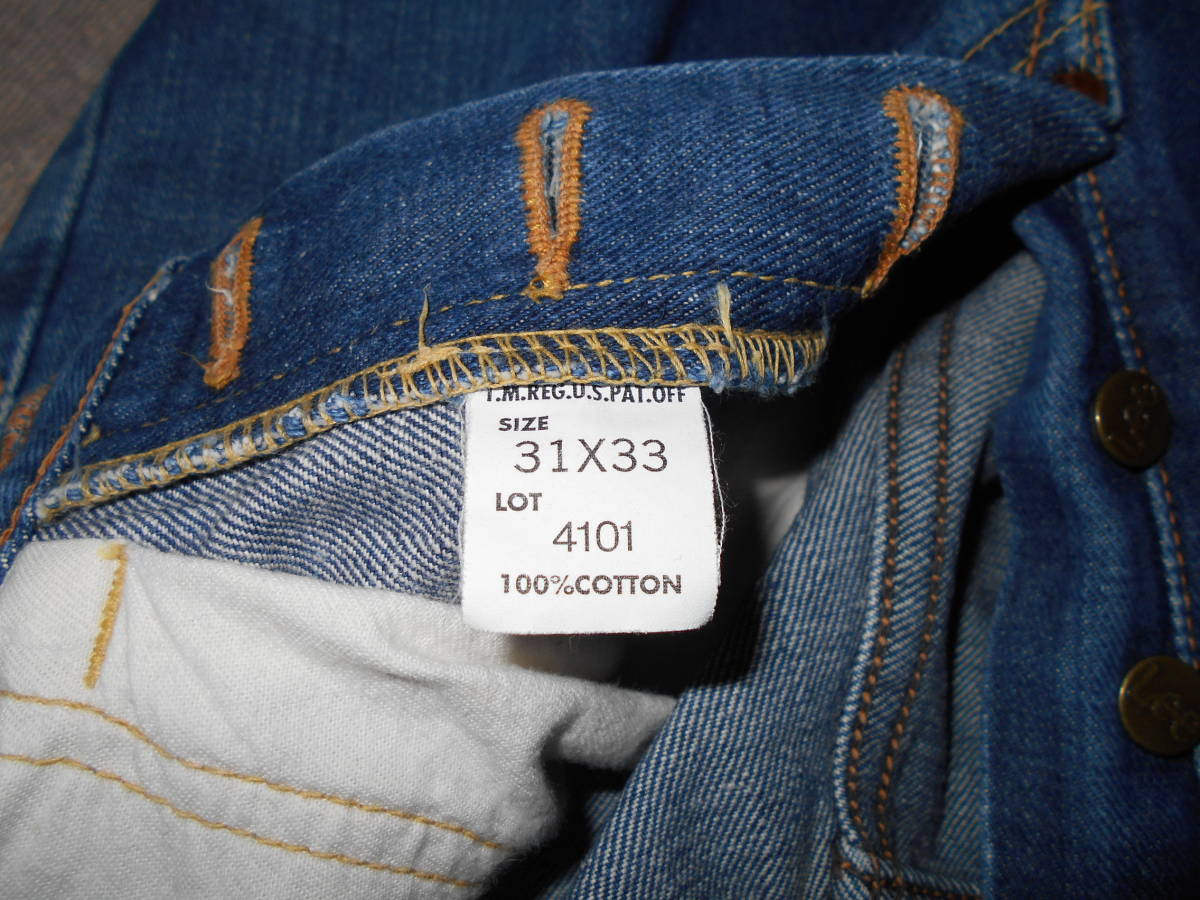 T.M.REG.U.S.PAT.OFF
SIZE
31X33
LOT
4101
100%COTTON